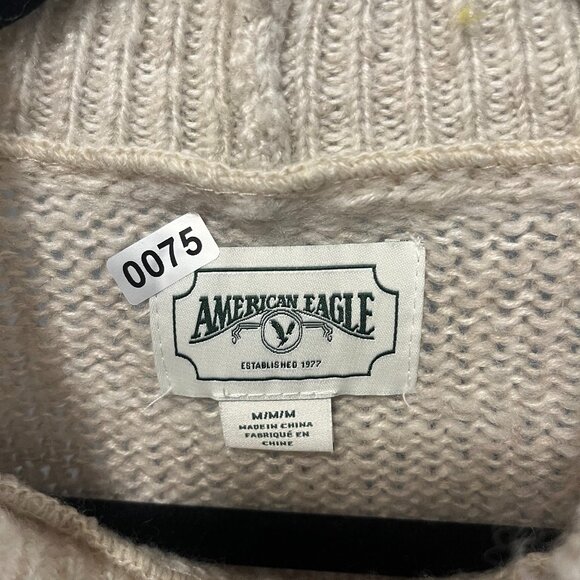 0075
AMERICAN EAGLE
ESTABLISHED 1977
M/M/M
MADE IN CHINA
FABRIQUÉ EN
CHINE